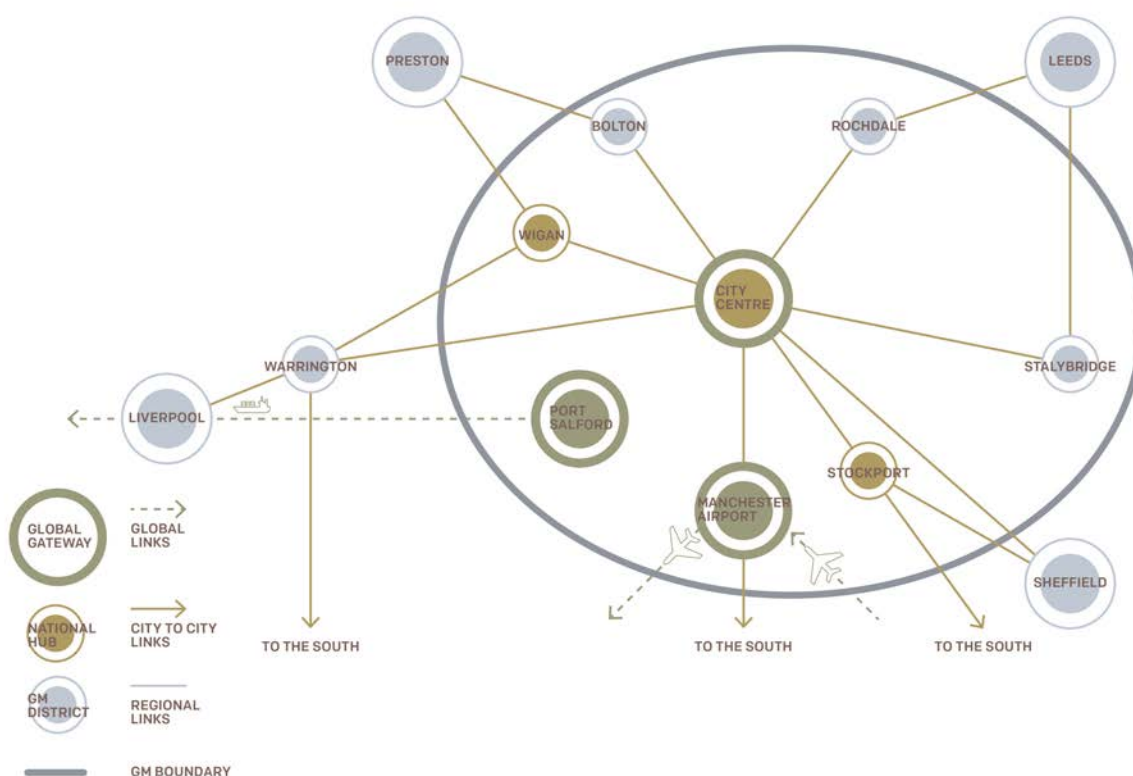 PRESTON
LEEDS
BOLTON
ROCHDALE
WIGAN
CITY
CENTRE
WARRINGTON
STALYBRIDGE
LIVERPOOL
PORT
SALFORD
STOCKPORT
MANCHESTER
AIRPORT
SHEFFIELD
GLOBAL
GATEWAY
GLOBAL
LINKS
NATIONAL
HUB
CITY TO CITY
LINKS
TO THE SOUTH
TO THE SOUTH
TO THE SOUTH
GM
DISTRICT
REGIONAL
LINKS
GM BOUNDARY